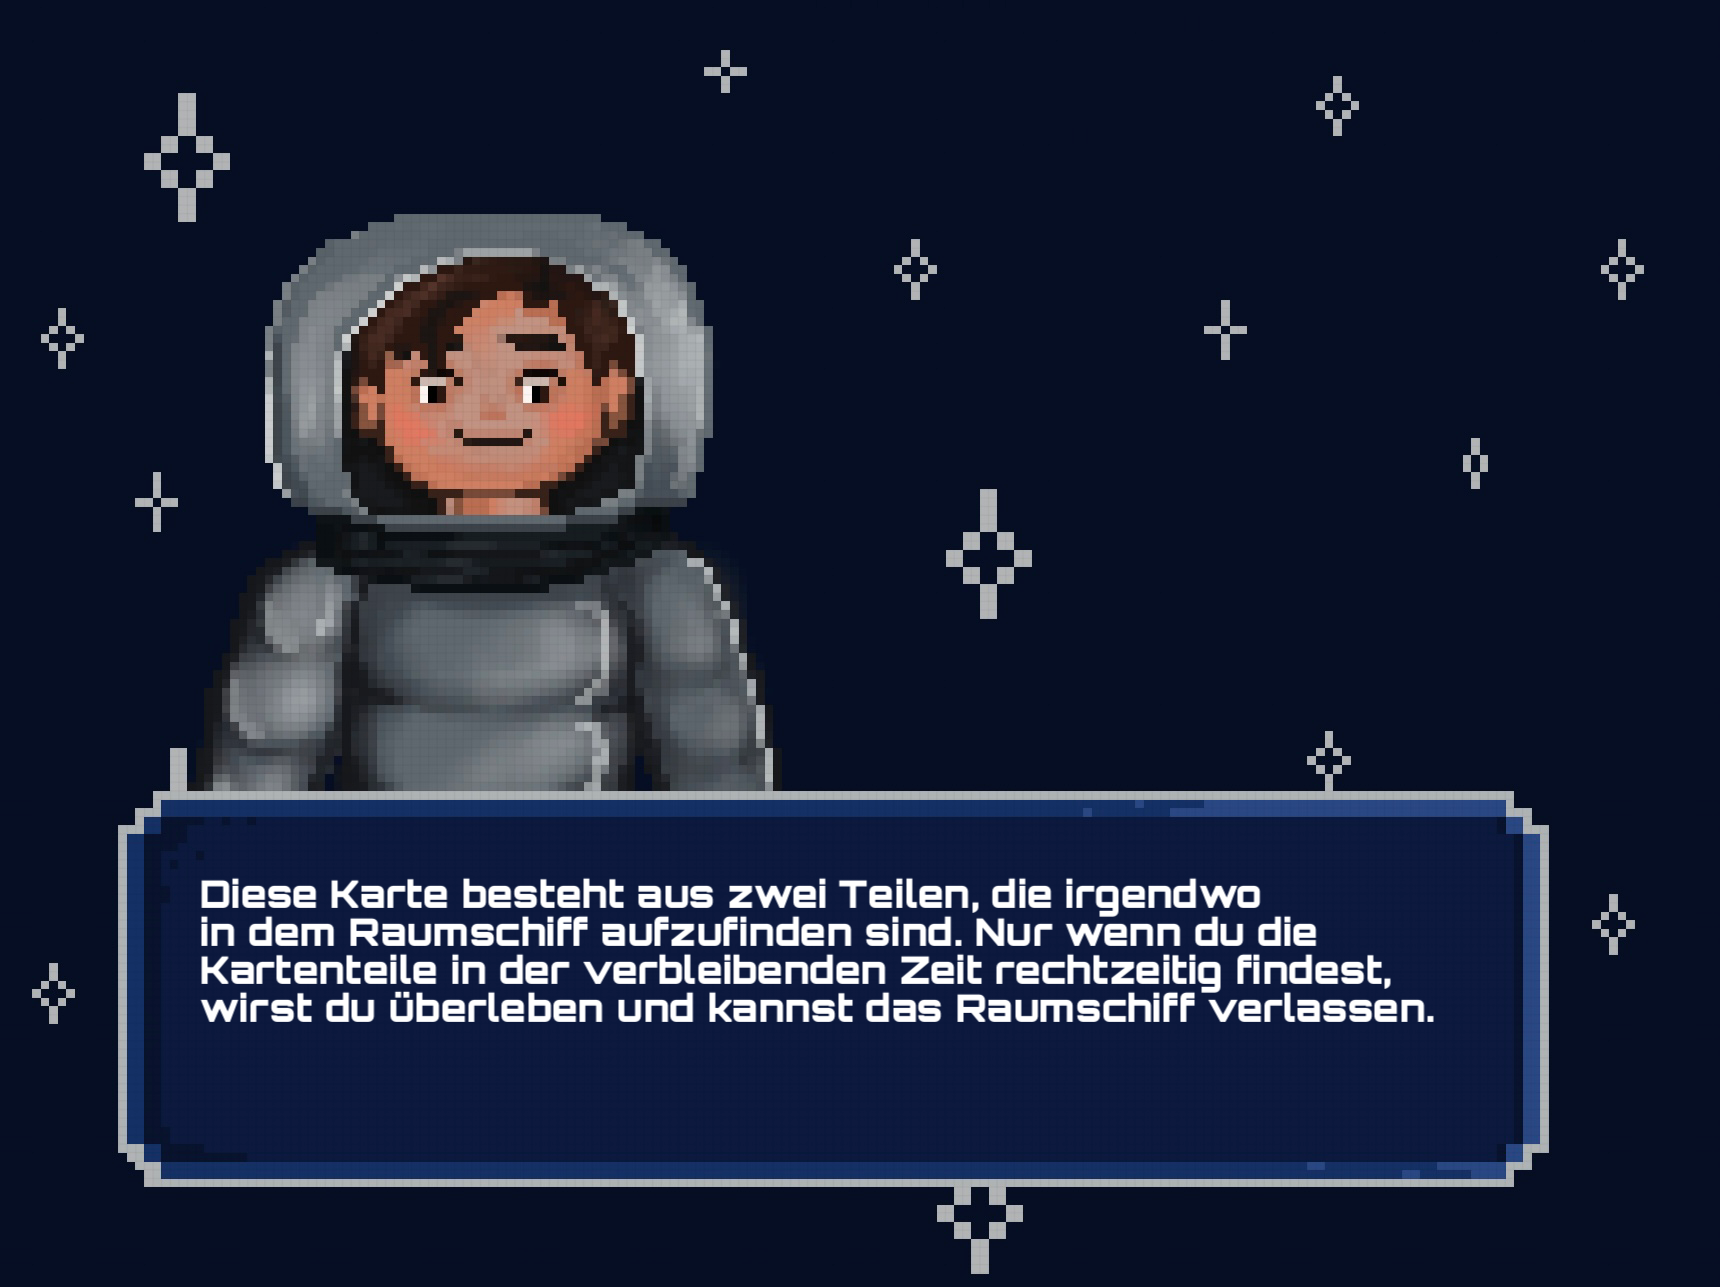 Diese Karte besteht aus zwei Teilen, die irgendwo
in dem Raumschiff aufzufinden sind. Nur wenn du die
Kartenteile in der verbleibenden Zeit rechtzeitig findest,
wirst du überleben und kannst das Raumschiff verlassen.